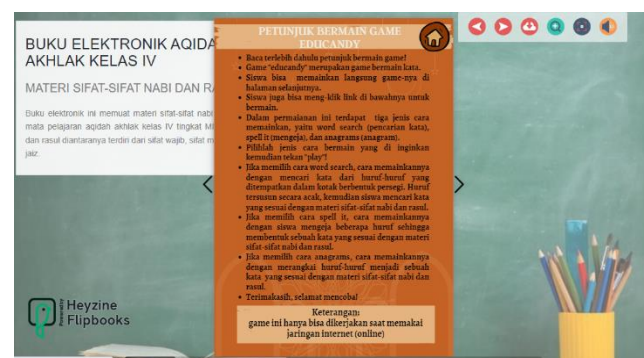 BUKU ELEKTRONIK AQIDA
AKHLAK KELAS IV
MATERI SIFAT-SIFAT NABI DAN RA
Buku elektronik ini memuat materi sifat-sifat nabi
mata pelajaran aqidah akhlak kelas IV tingkat MI
dan rasul diantaranya terdiri dari sifat wajib, sifat m
jaiz.
PETUNJUK BERMAIN GAME
EDUCANDY
• Baca terlebih dahulu petunjuk bermain game!
• Game "educandy" merupakan game bermain kata.
• Siswa bisa memainkan langsung game-nya di
halaman selanjutnya.
• Siswa juga bisa meng-klik link di bawahnya untuk
bermain.
• Dalam permainan ini terdapat tiga jenis cara
memainkan, yaitu word search (pencarian kata),
spell it (mengeja), dan anagrams (anagram).
• Pilihlah jenis cara bermain yang di inginkan
kemudian tekan "play"!
• Jika memilih cara word search, cara memainkannya
dengan mencari kata dari huruf-huruf yang
ditempatkan dalam kotak berbentuk persegi. Huruf
tersusun secara acak, kemudian siswa mencari kata
yang sesuai dengan materi sifat-sifat nabi dan rasul.
• Jika memilih cara spell it, cara memainkannya
dengan siswa mengeja beberapa huruf sehingga
membentuk sebuah kata yang sesuai dengan materi
sifat-sifat nabi dan rasul.
• Jika memilih cara anagrams, cara memainkannya
dengan merangkai huruf-huruf menjadi sebuah
kata yang sesuai dengan materi sifat-sifat nabi dan
rasul.
• Terimakasih, selamat mencoba!
Keterangan:
game ini hanya bisa dikerjakan saat memakai
jaringan internet (online)
Heyzine
Flipbooks